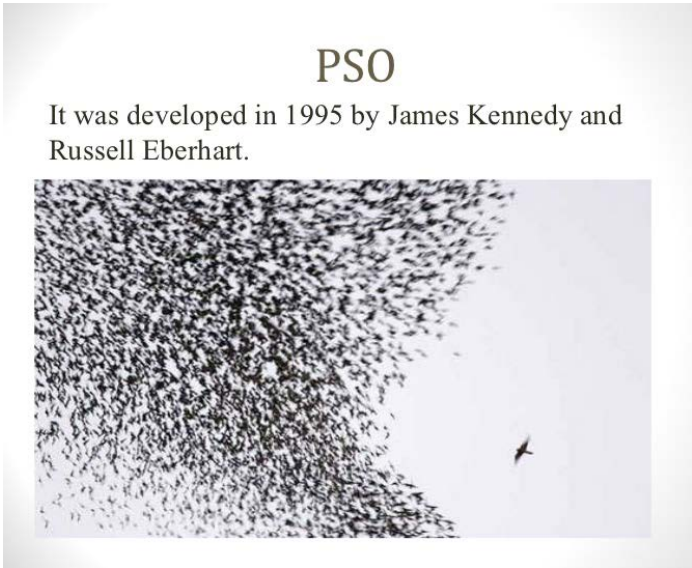 PSO
It was developed in 1995 by James Kennedy and
Russell Eberhart.